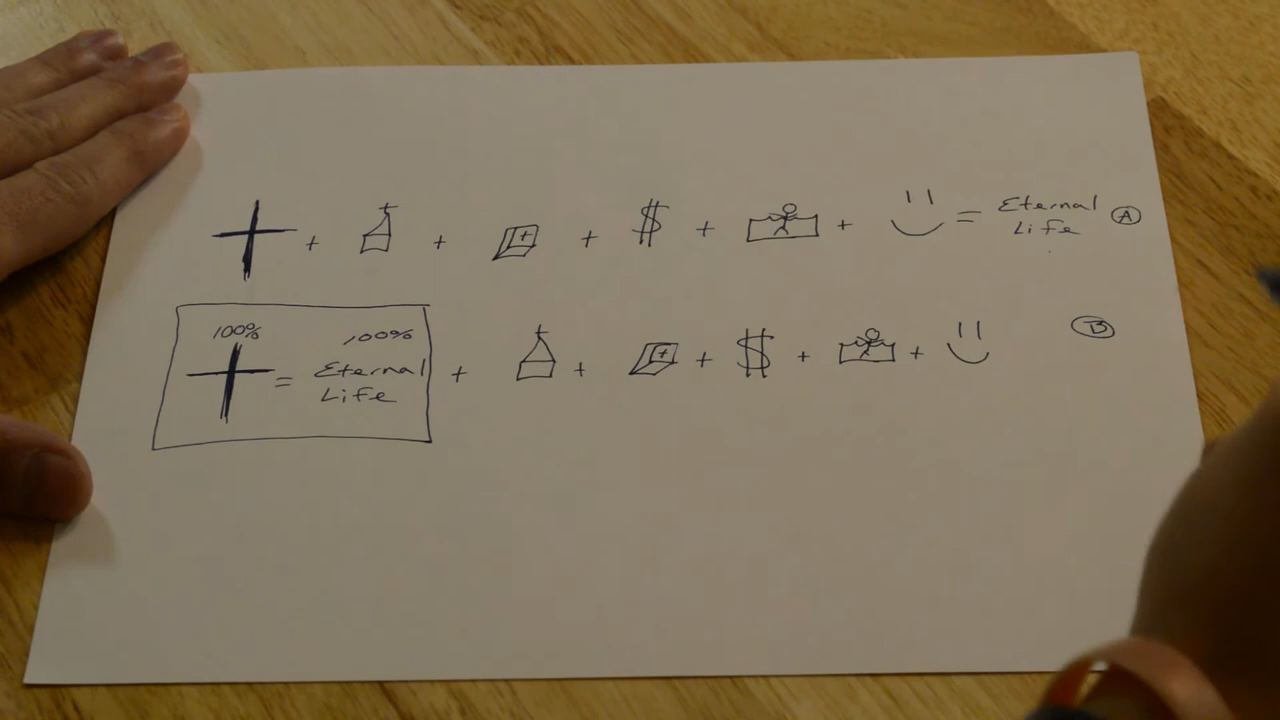 + + + $ + + = Eternal Life Ⓐ
100% 100%
= Eternal Life + + + $ + + Ⓑ